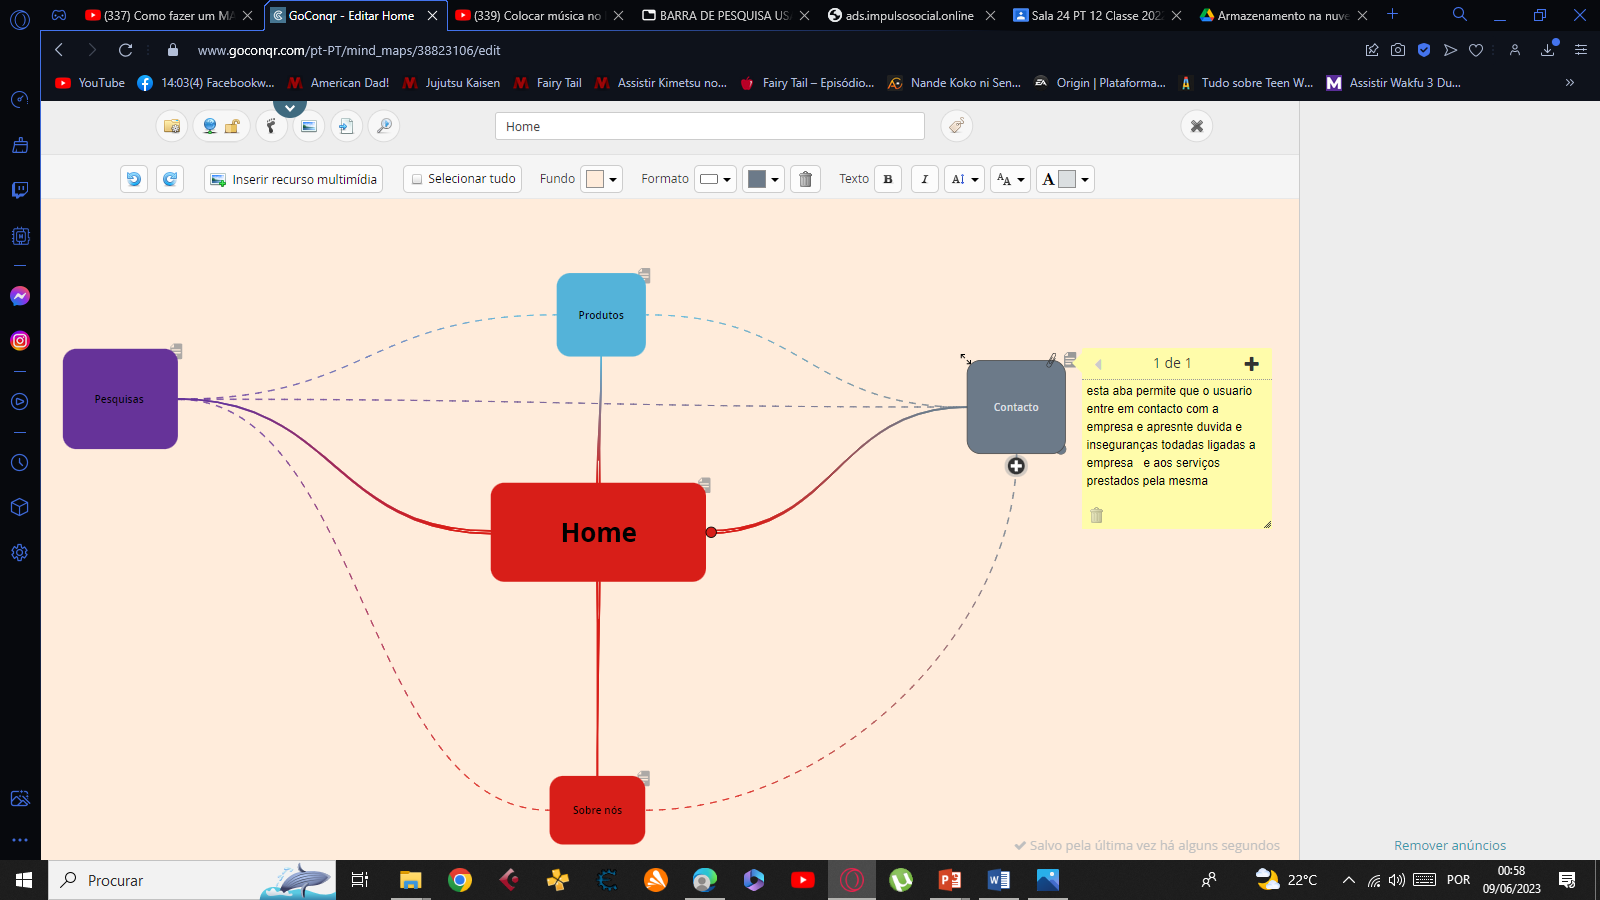 (337) Como fazer um MA
GoConqr - Editar Home
(339) Colocar música no
BARRA DE PESQUISA US
ads.impulsosocial.online
Sala 24 PT 12 Classe 202
Armazenamento na nuve
www.goconqr.com/pt-PT/mind_maps/38823106/edit
YouTube
14:03(4) Facebookw...
American Dad!
Jujutsu Kaisen
Fairy Tail
Assistir Kimetsu no...
Fairy Tail – Episódio...
Nande Koko ni Sen...
Origin | Plataforma...
Tudo sobre Teen W...
Assistir Wakfu 3 Du...
Home
Inserir recurso multimídia
Selecionar tudo
Fundo
Formato
Texto
B
I
Produtos
Pesquisas
Contacto
1 de 1
esta aba permite que o usuario
entre em contacto com a
empresa e apresnte duvida e
inseguranças todadas ligadas a
empresa   e aos serviços
prestados pela mesma
Home
Sobre nós
Salvo pela última vez há alguns segundos
Remover anúncios
Procurar
22°C
POR
00:58
09/06/2023